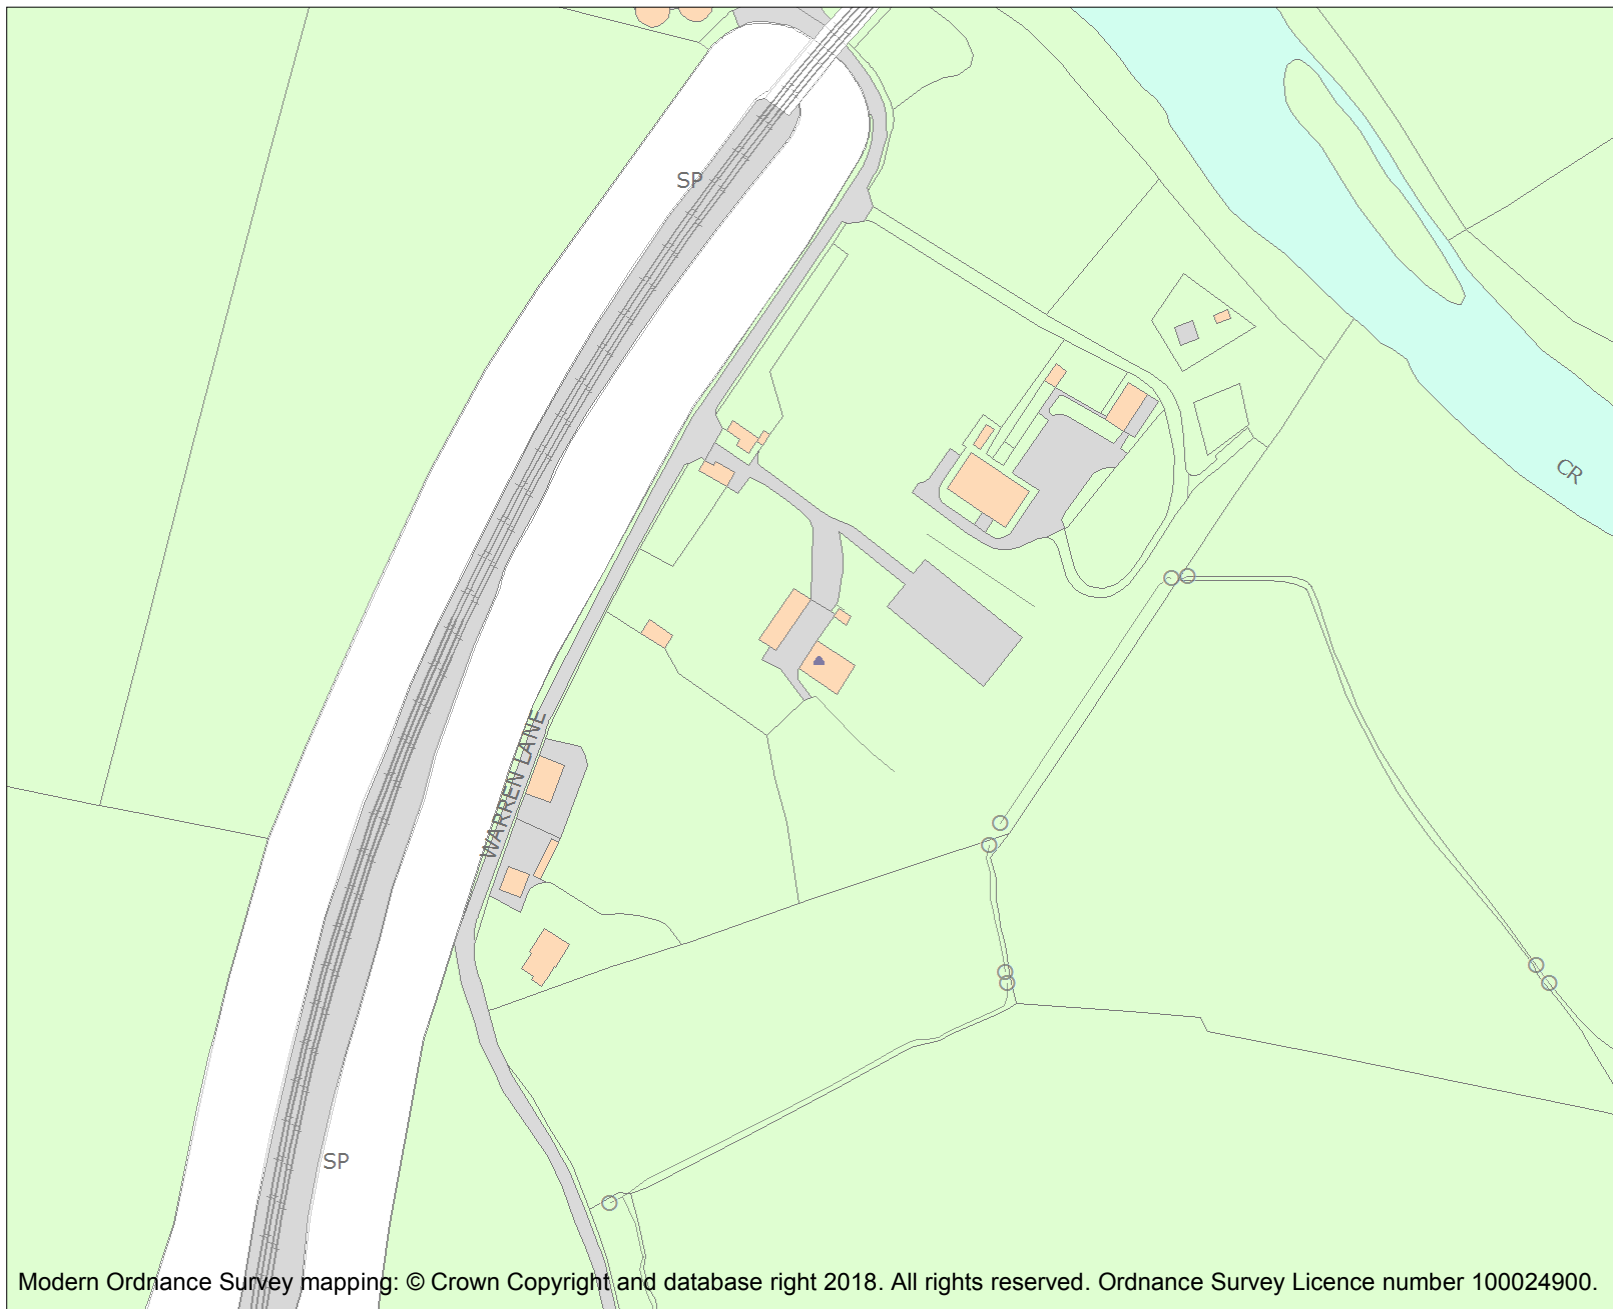 SP
CR
WARREN LANE
SP
Modern Ordnance Survey mapping: © Crown Copyright and database right 2018. All rights reserved. Ordnance Survey Licence number 100024900.